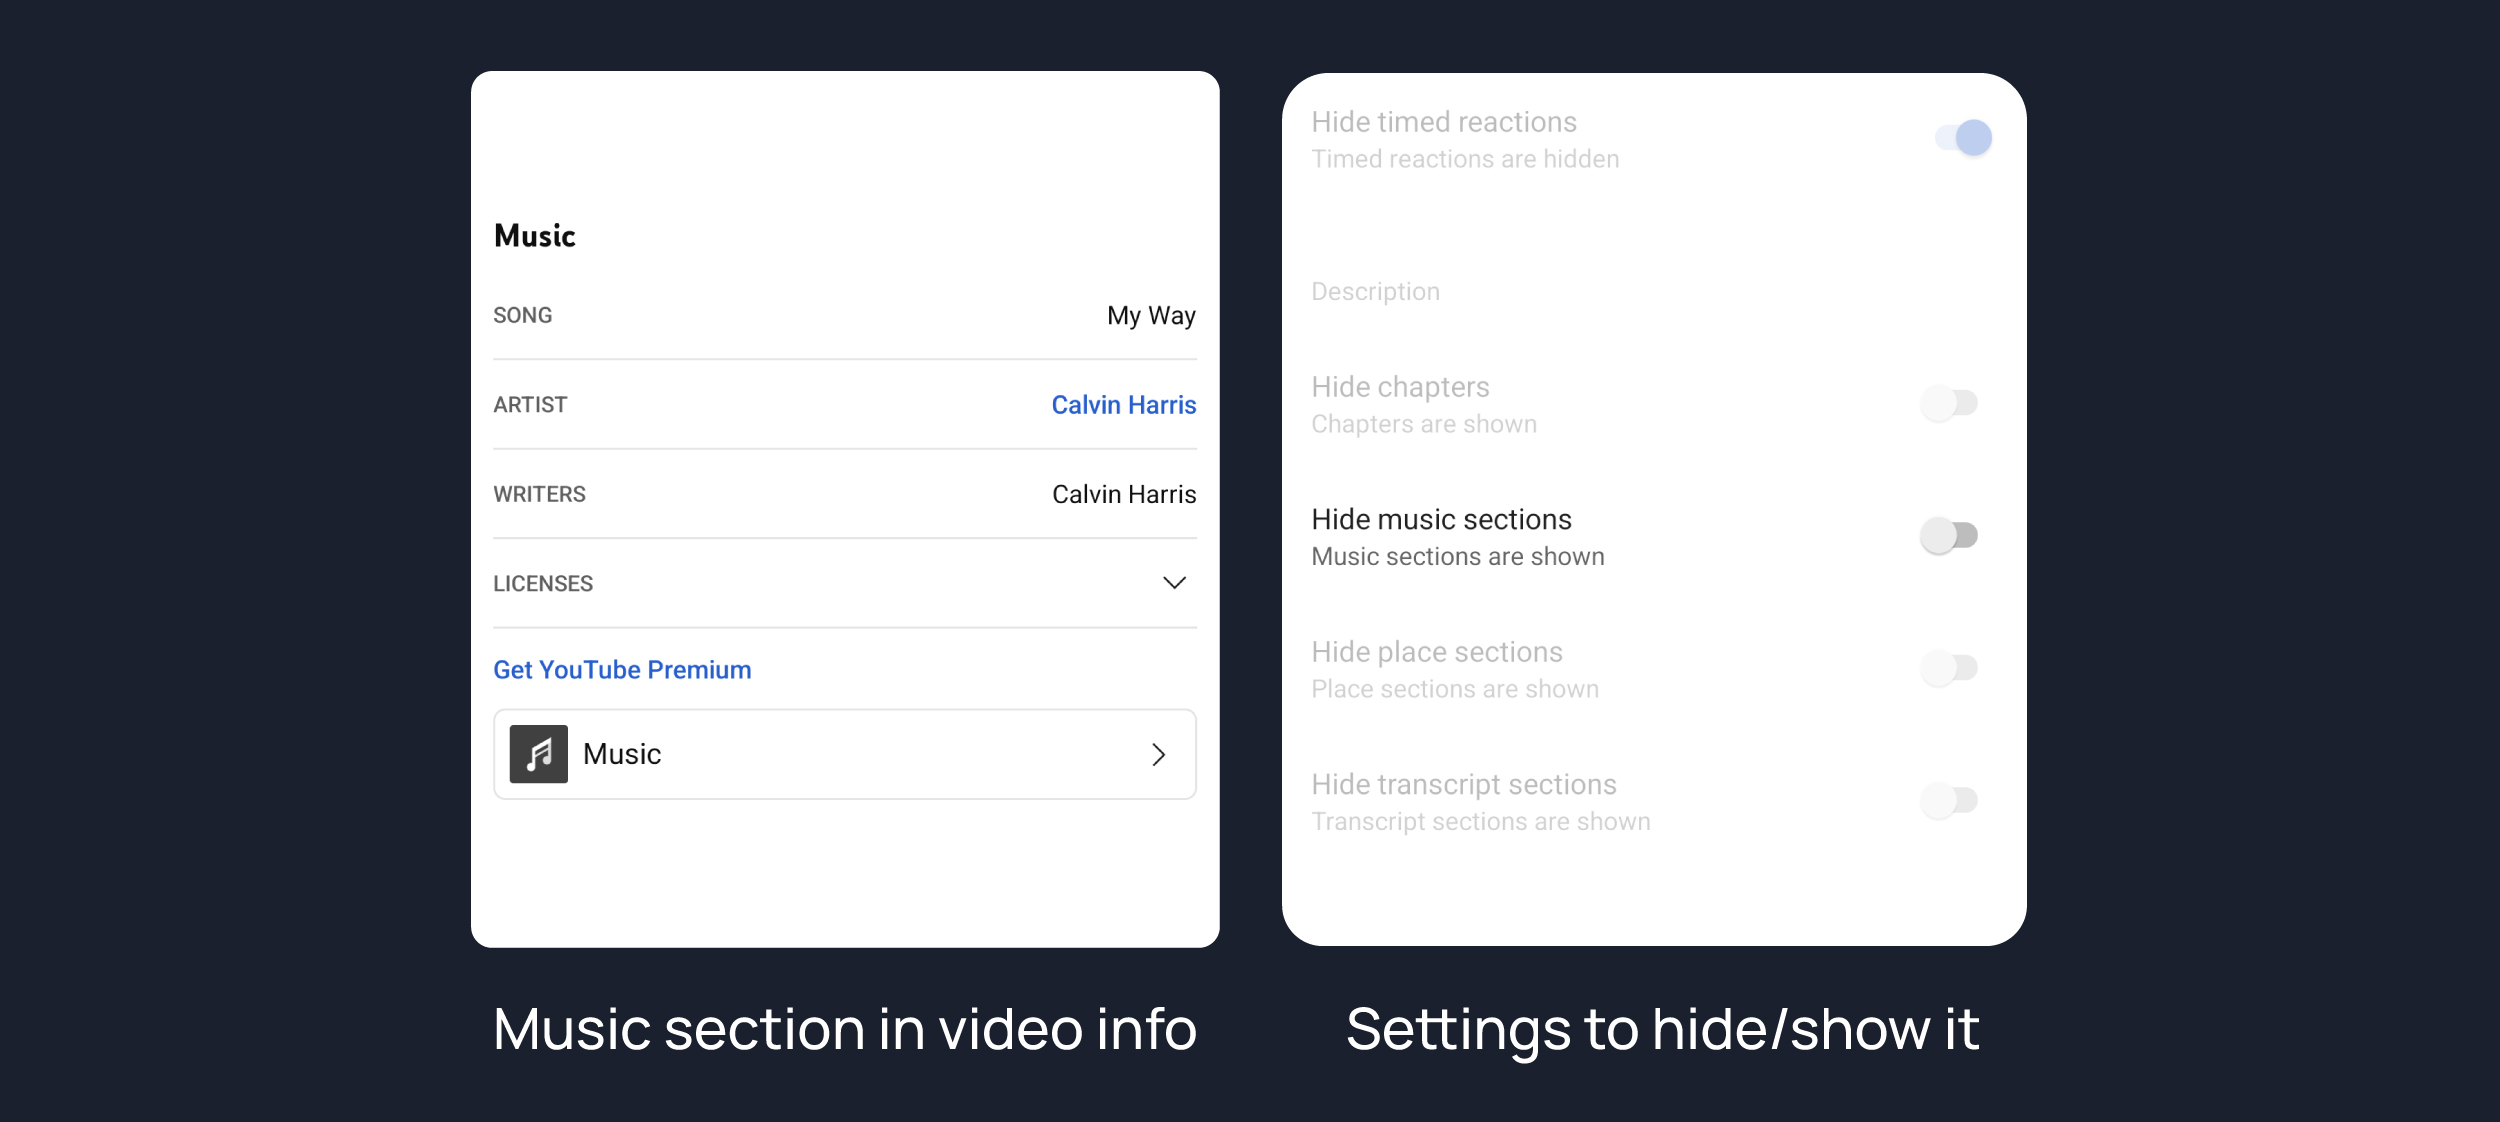 Music
SONG
My Way
ARTIST
Calvin Harris
WRITERS
Calvin Harris
LICENSES
Get YouTube Premium
Music
Music section in video info
Hide timed reactions
Timed reactions are hidden
Description
Hide chapters
Chapters are shown
Hide music sections
Music sections are shown
Hide place sections
Place sections are shown
Hide transcript sections
Transcript sections are shown
Settings to hide/show it